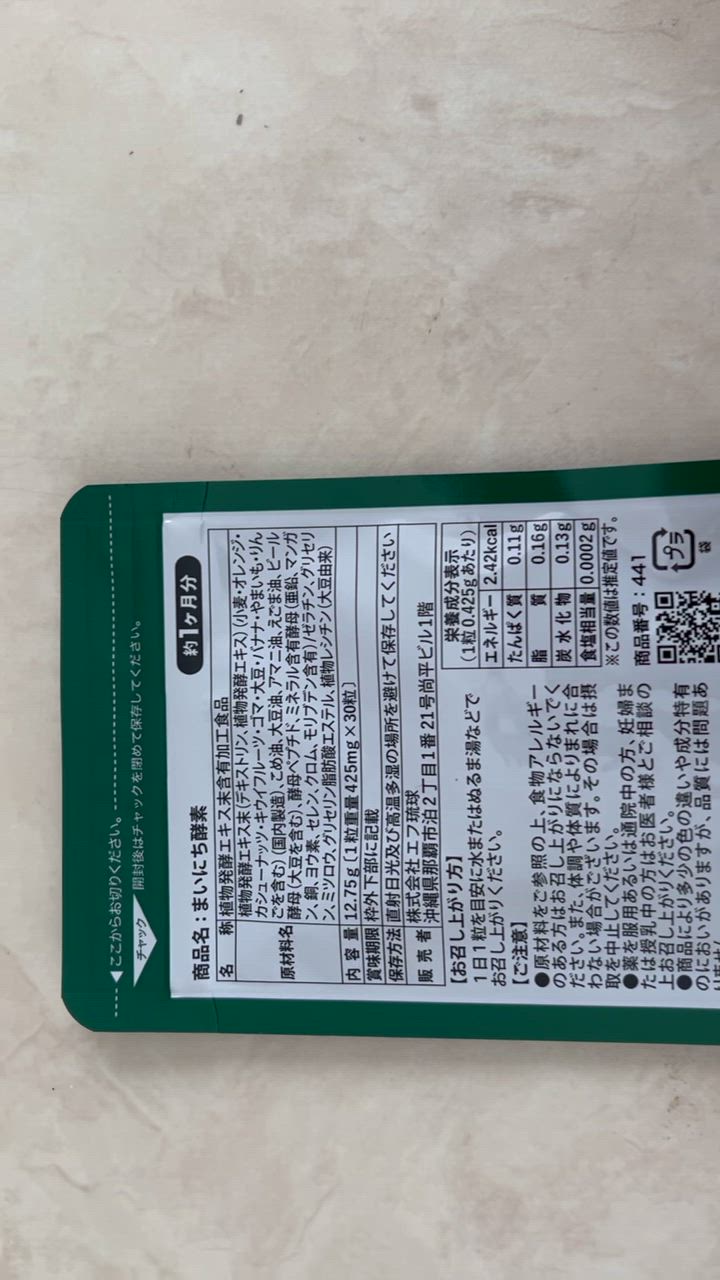 ◀ここからお切りください。
チャック
開封後はチャックを閉めて保存してください。
約1ヶ月分
商品名：まいにち酵素
名 称 植物発酵エキス末含有加工食品
原材料名 植物発酵エキス末(デキストリン、植物発酵エキス)(小麦・オレンジ・
カシューナッツ・キウイフルーツ・ゴマ・大豆・バナナ・やまいも・りん
ごを含む)(国内製造)、こめ油、大豆油、アマニ油、えごま油、ビール
酵母(大豆を含む)、酵母ペプチド、ミネラル含有酵母(亜鉛、マンガ
ン、銅、ヨウ素、セレン、クロム、モリブデン含有)/ゼラチン、グリセリ
ン、ミツロウ、グリセリン脂肪酸エステル、植物レシチン(大豆由来)
内容量 12.75g〔1粒重量425mg×30粒〕
賞味期限 枠外下部に記載
保存方法 直射日光及び高温多湿の場所を避けて保存してください
販売者 株式会社エフ琉球
沖縄県那覇市泊2丁目1番21号尚平ビル1階
【お召し上がり方】
1日1粒を目安に水またはぬるま湯などで
お召し上がりください。
【ご注意】
●原材料をご参照の上、食物アレルギー
のある方はお召し上がりにならないでく
ださい。また、体調や体質によりまれに合
わない場合がございます。その場合は摂
取を中止してください。
●薬を服用あるいは通院中の方、妊婦ま
たは授乳中の方はお医者様とご相談の
上お召し上がりください。
●商品により多少の色の違いや成分特有
のにおいがありますが、品質には問題あ
栄養成分表示
(1粒0.425gあたり)
エネルギー 2.42kcal
たんぱく質 0.11g
脂質 0.16g
炭水化物 0.13g
食塩相当量 0.0002g
※この数値は推定値です。
商品番号：441
プラ
袋